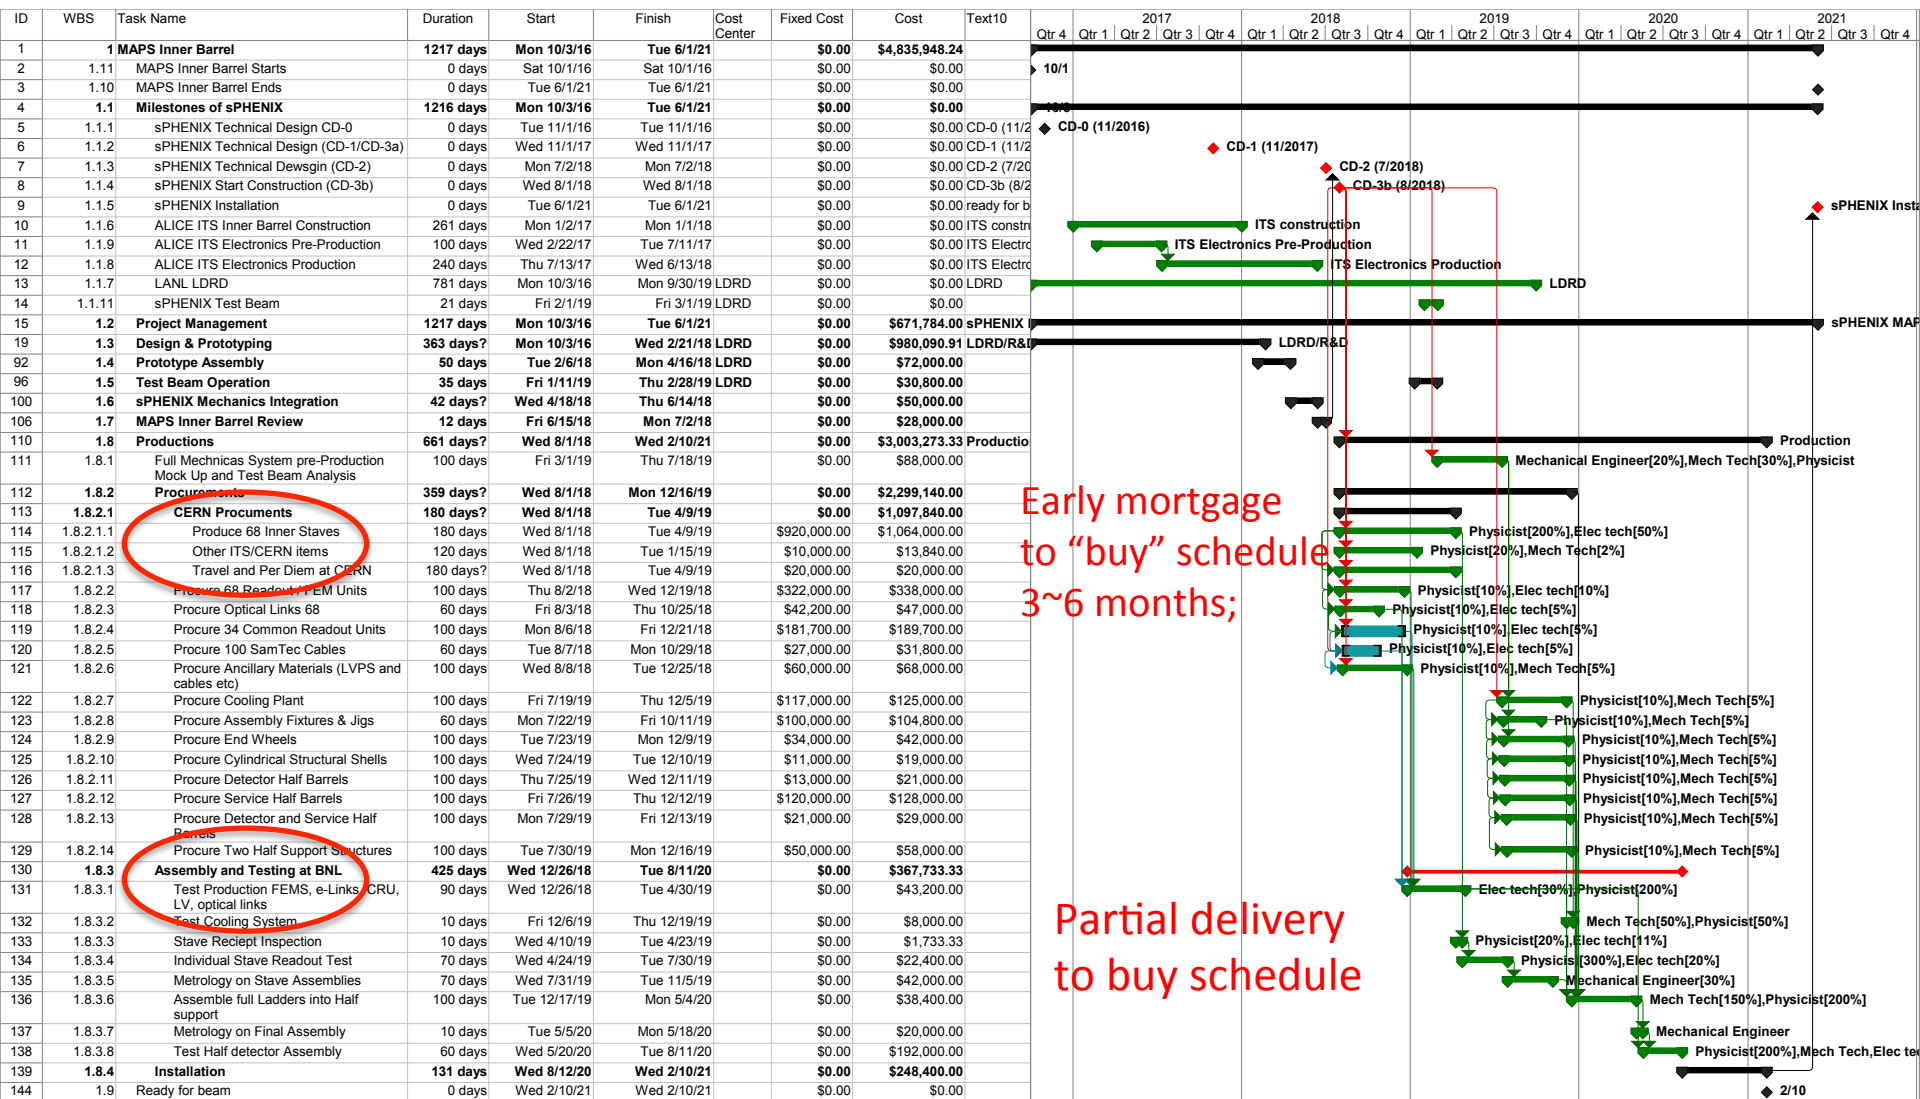 ID WBS Task Name Duration Start Finish Cost Center Fixed Cost Cost Text10 2017 2018 2019 2020 2021
Qtr 4 Qtr 1 Qtr 2 Qtr 3 Qtr 4 Qtr 1 Qtr 2 Qtr 3 Qtr 4 Qtr 1 Qtr 2 Qtr 3 Qtr 4 Qtr 1 Qtr 2 Qtr 3 Qtr 4 Qtr 1 Qtr 2 Qtr 3 Qtr 4
1 1 MAPS Inner Barrel 1217 days Mon 10/3/16 Tue 6/1/21 $0.00 $4,835,948.24
2 1.11 MAPS Inner Barrel Starts 0 days Sat 10/1/16 Sat 10/1/16 $0.00 $0.00 10/1
3 1.10 MAPS Inner Barrel Ends 0 days Tue 6/1/21 Tue 6/1/21 $0.00 $0.00
4 1.1 Milestones of sPHENIX 1216 days Mon 10/3/16 Tue 6/1/21 $0.00 $0.00
5 1.1.1 sPHENIX Technical Design CD-0 0 days Tue 11/1/16 Tue 11/1/16 $0.00 $0.00 CD-0 (11/2 CD-0 (11/2016)
6 1.1.2 sPHENIX Technical Design (CD-1/CD-3a) 0 days Wed 11/1/17 Wed 11/1/17 $0.00 $0.00 CD-1 (11/2 CD-1 (11/2017)
7 1.1.3 sPHENIX Technical Dewsgin (CD-2) 0 days Mon 7/2/18 Mon 7/2/18 $0.00 $0.00 CD-2 (7/20 CD-2 (7/2018)
8 1.1.4 sPHENIX Start Construction (CD-3b) 0 days Wed 8/1/18 Wed 8/1/18 $0.00 $0.00 CD-3b (8/2 CD-3b (8/2018)
9 1.1.5 sPHENIX Installation 0 days Tue 6/1/21 Tue 6/1/21 $0.00 $0.00 ready for b sPHENIX Insta
10 1.1.6 ALICE ITS Inner Barrel Construction 261 days Mon 1/2/17 Mon 1/1/18 $0.00 $0.00 ITS constru ITS construction
11 1.1.9 ALICE ITS Electronics Pre-Production 100 days Wed 2/22/17 Tue 7/11/17 $0.00 $0.00 ITS Electro ITS Electronics Pre-Production
12 1.1.8 ALICE ITS Electronics Production 240 days Thu 7/13/17 Wed 6/13/18 $0.00 $0.00 ITS Electro ITS Electronics Production
13 1.1.7 LANL LDRD 781 days Mon 10/3/16 Mon 9/30/19 LDRD $0.00 $0.00 LDRD LDRD
14 1.1.11 sPHENIX Test Beam 21 days Fri 2/1/19 Fri 3/1/19 LDRD $0.00 $0.00
15 1.2 Project Management 1217 days Mon 10/3/16 Tue 6/1/21 $0.00 $671,784.00 sPHENIX sPHENIX MAP
19 1.3 Design & Prototyping 363 days? Mon 10/3/16 Wed 2/21/18 LDRD $0.00 $980,090.91 LDRD/R&D LDRD/R&D
92 1.4 Prototype Assembly 50 days Tue 2/6/18 Mon 4/16/18 LDRD $0.00 $72,000.00
96 1.5 Test Beam Operation 35 days Fri 1/11/19 Thu 2/28/19 LDRD $0.00 $30,800.00
100 1.6 sPHENIX Mechanics Integration 42 days? Wed 4/18/18 Thu 6/14/18 $0.00 $50,000.00
106 1.7 MAPS Inner Barrel Review 12 days Fri 6/15/18 Mon 7/2/18 $0.00 $28,000.00
110 1.8 Productions 661 days? Wed 8/1/18 Wed 2/10/21 $0.00 $3,003,273.33 Productio Production
111 1.8.1 Full Mechnicas System pre-Production 100 days Fri 3/1/19 Thu 7/18/19 $0.00 $88,000.00 Mechanical Engineer[20%],Mech Tech[30%],Physicist
Mock Up and Test Beam Analysis
112 1.8.2 Procurements 359 days? Wed 8/1/18 Mon 12/16/19 $0.00 $2,299,140.00
113 1.8.2.1 CERN Procuments 180 days? Wed 8/1/18 Tue 4/9/19 $0.00 $1,097,840.00
114 1.8.2.1.1 Produce 68 Inner Staves 180 days Wed 8/1/18 Tue 4/9/19 $920,000.00 $1,064,000.00 Physicist[200%],Elec tech[50%]
115 1.8.2.1.2 Other ITS/CERN items 120 days Wed 8/1/18 Tue 1/15/19 $10,000.00 $13,840.00 Physicist[20%],Mech Tech[2%]
116 1.8.2.1.3 Travel and Per Diem at CERN 180 days? Wed 8/1/18 Tue 4/9/19 $20,000.00 $20,000.00
117 1.8.2.2 Procure 68 Readout / FEM Units 100 days Thu 8/2/18 Wed 12/19/18 $322,000.00 $338,000.00 Physicist[10%],Elec tech[10%]
118 1.8.2.3 Procure Optical Links 68 60 days Fri 8/3/18 Thu 10/25/18 $42,200.00 $47,000.00 Physicist[10%],Elec tech[5%]
119 1.8.2.4 Procure 34 Common Readout Units 100 days Mon 8/6/18 Fri 12/21/18 $181,700.00 $189,700.00 Physicist[10%],Elec tech[5%]
120 1.8.2.5 Procure 100 SamTec Cables 60 days Tue 8/7/18 Mon 10/29/18 $27,000.00 $31,800.00 Physicist[10%],Elec tech[5%]
121 1.8.2.6 Procure Ancillary Materials (LVPS and 100 days Wed 8/8/18 Tue 12/25/18 $60,000.00 $68,000.00 Physicist[10%],Mech Tech[5%]
cables etc)
Early mortgage
to “buy” schedule
3~6 months;
122 1.8.2.7 Procure Cooling Plant 100 days Fri 7/19/19 Thu 12/5/19 $117,000.00 $125,000.00 Physicist[10%],Mech Tech[5%]
123 1.8.2.8 Procure Assembly Fixtures & Jigs 60 days Mon 7/22/19 Fri 10/11/19 $100,000.00 $104,800.00 Physicist[10%],Mech Tech[5%]
124 1.8.2.9 Procure End Wheels 100 days Tue 7/23/19 Mon 12/9/19 $34,000.00 $42,000.00 Physicist[10%],Mech Tech[5%]
125 1.8.2.10 Procure Cylindrical Structural Shells 100 days Wed 7/24/19 Tue 12/10/19 $11,000.00 $19,000.00 Physicist[10%],Mech Tech[5%]
126 1.8.2.11 Procure Detector Half Barrels 100 days Thu 7/25/19 Wed 12/11/19 $13,000.00 $21,000.00 Physicist[10%],Mech Tech[5%]
127 1.8.2.12 Procure Service Half Barrels 100 days Fri 7/26/19 Thu 12/12/19 $120,000.00 $128,000.00 Physicist[10%],Mech Tech[5%]
128 1.8.2.13 Procure Detector and Service Half 100 days Mon 7/29/19 Fri 12/13/19 $21,000.00 $29,000.00 Physicist[10%],Mech Tech[5%]
Barrels
129 1.8.2.14 Procure Two Half Support Structures 100 days Tue 7/30/19 Mon 12/16/19 $50,000.00 $58,000.00 Physicist[10%],Mech Tech[5%]
130 1.8.3 Assembly and Testing at BNL 425 days Wed 12/26/18 Tue 8/11/20 $0.00 $367,733.33
131 1.8.3.1 Test Production FEMS, e-Links, CRU, 90 days Wed 12/26/18 Tue 4/30/19 $0.00 $43,200.00 Elec tech[30%],Physicist[200%]
LV, optical links
132 1.8.3.2 Test Cooling System 10 days Fri 12/6/19 Thu 12/19/19 $0.00 $8,000.00 Mech Tech[50%],Physicist[50%]
133 1.8.3.3 Stave Reciept Inspection 10 days Wed 4/10/19 Tue 4/23/19 $0.00 $1,733.33 Physicist[20%],Elec tech[11%]
134 1.8.3.4 Individual Stave Readout Test 70 days Wed 4/24/19 Tue 7/30/19 $0.00 $22,400.00 Physicist[300%],Elec tech[20%]
135 1.8.3.5 Metrology on Stave Assemblies 70 days Wed 7/31/19 Tue 11/5/19 $0.00 $42,000.00 Mechanical Engineer[30%]
136 1.8.3.6 Assemble full Ladders into Half 100 days Tue 12/17/19 Mon 5/4/20 $0.00 $38,400.00 Mech Tech[150%],Physicist[200%]
support
Partial delivery
to buy schedule
137 1.8.3.7 Metrology on Final Assembly 10 days Tue 5/5/20 Mon 5/18/20 $0.00 $20,000.00 Mechanical Engineer
138 1.8.3.8 Test Half detector Assembly 60 days Wed 5/20/20 Tue 8/11/20 $0.00 $192,000.00 Physicist[200%],Mech Tech,Elec te
139 1.8.4 Installation 131 days Wed 8/12/20 Wed 2/10/21 $0.00 $248,400.00
144 1.9 Ready for beam 0 days Wed 2/10/21 Wed 2/10/21 $0.00 $0.00 2/10